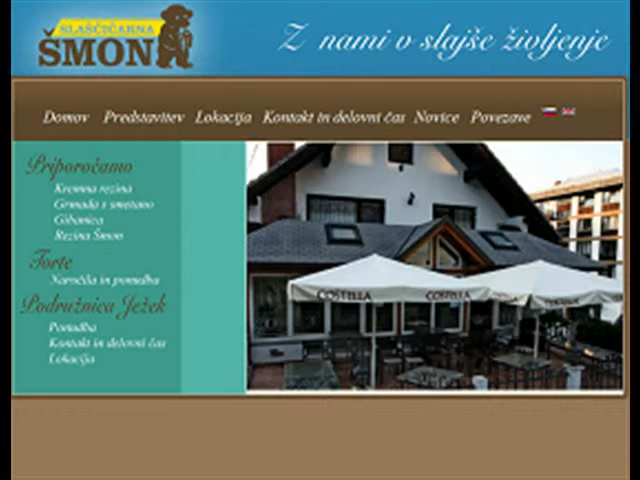 SLAŠČIČARNA
ŠMON
Z nami v slajše življenje
Domov Predstavitev Lokacija Kontakt in delovni čas Novice Povezave
Priporočamo
Kremna rezina
Grmada s smetano
Gibanica
Rezina Šmon
Torte
Naročila in ponudba
Podružnica Ježek
Ponudba
Kontakt in delovni čas
Lokacija
COSTELLA COSTELLA